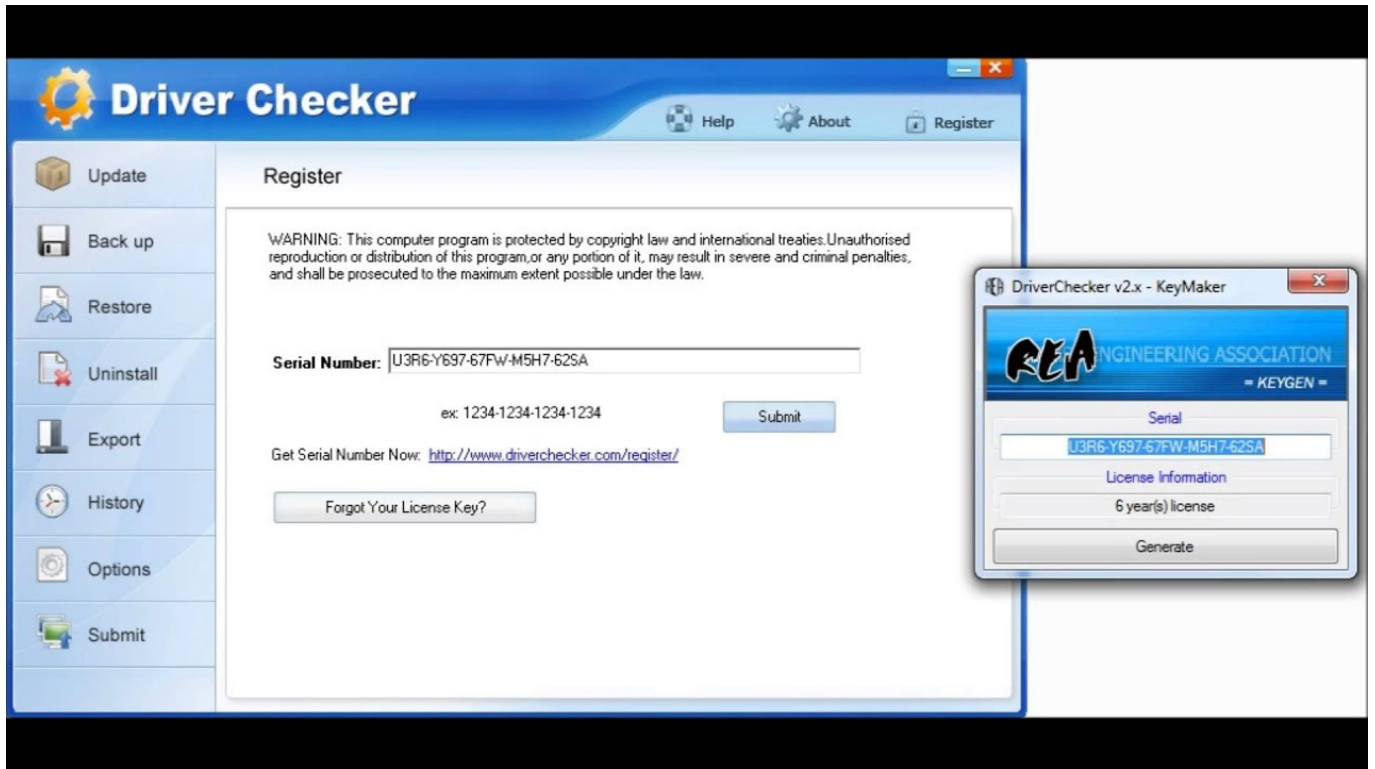 Driver Checker
Help
About
Register
Update
Back up
Restore
Uninstall
Export
History
Options
Submit
Register
WARNING: This computer program is protected by copyright law and international treaties.Unauthorised
reproduction or distribution of this program,or any portion of it, may result in severe and criminal penalties,
and shall be prosecuted to the maximum extent possible under the law.
Serial Number: U3R6-Y697-67FW-M5H7-62SA
ex: 1234-1234-1234-1234
Submit
Get Serial Number Now: http://www.driverchecker.com/register/
Forgot Your License Key?
DriverChecker v2.x - KeyMaker
REA
NGINEERING ASSOCIATION
= KEYGEN =
Serial
U3R6-Y697-67FW-M5H7-62SA
License Information
6 year(s) license
Generate